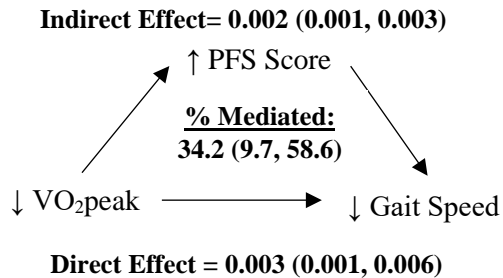 Indirect Effect= 0.002 (0.001, 0.003)
↑ PFS Score
% Mediated:
34.2 (9.7, 58.6)
↓ VO₂peak
↓ Gait Speed
Direct Effect = 0.003 (0.001, 0.006)